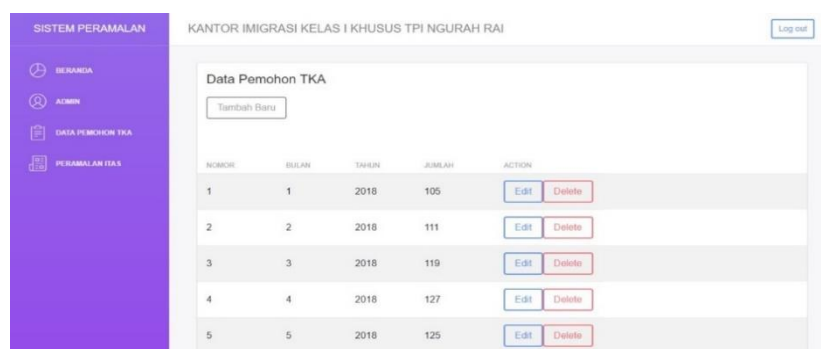 SISTEM PERAMALAN
KANTOR IMIGRASI KELAS I KHUSUS TPI NGURAH RAI
Log out
BERANDA
ADMIN
DATA PEMOHON TKA
PERAMALAN ITAS
Data Pemohon TKA
Tambah Baru
NOMOR BULAN TAHUN JUMLAH ACTION
1 1 2018 105 Edit Delete
2 2 2018 111 Edit Delete
3 3 2018 119 Edit Delete
4 4 2018 127 Edit Delete
5 5 2018 125 Edit Delete